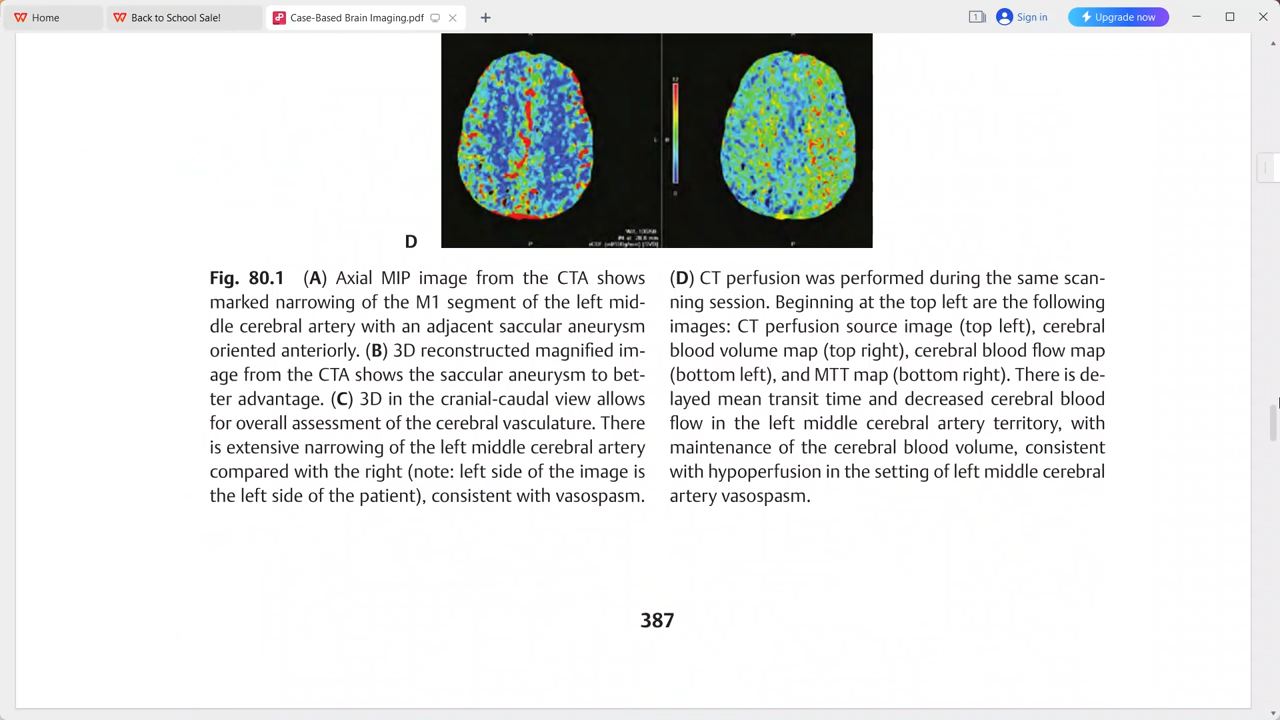 Home
Back to School Sale!
Case-Based Brain Imaging.pdf
Sign in
Upgrade now
12
P
P
D
Fig. 80.1 (A) Axial MIP image from the CTA shows
marked narrowing of the M1 segment of the left mid-
dle cerebral artery with an adjacent saccular aneurysm
oriented anteriorly. (B) 3D reconstructed magnified im-
age from the CTA shows the saccular aneurysm to bet-
ter advantage. (C) 3D in the cranial-caudal view allows
for overall assessment of the cerebral vasculature. There
is extensive narrowing of the left middle cerebral artery
compared with the right (note: left side of the image is
the left side of the patient), consistent with vasospasm.
(D) CT perfusion was performed during the same scan-
ning session. Beginning at the top left are the following
images: CT perfusion source image (top left), cerebral
blood volume map (top right), cerebral blood flow map
(bottom left), and MTT map (bottom right). There is de-
layed mean transit time and decreased cerebral blood
flow in the left middle cerebral artery territory, with
maintenance of the cerebral blood volume, consistent
with hypoperfusion in the setting of left middle cerebral
artery vasospasm.
387